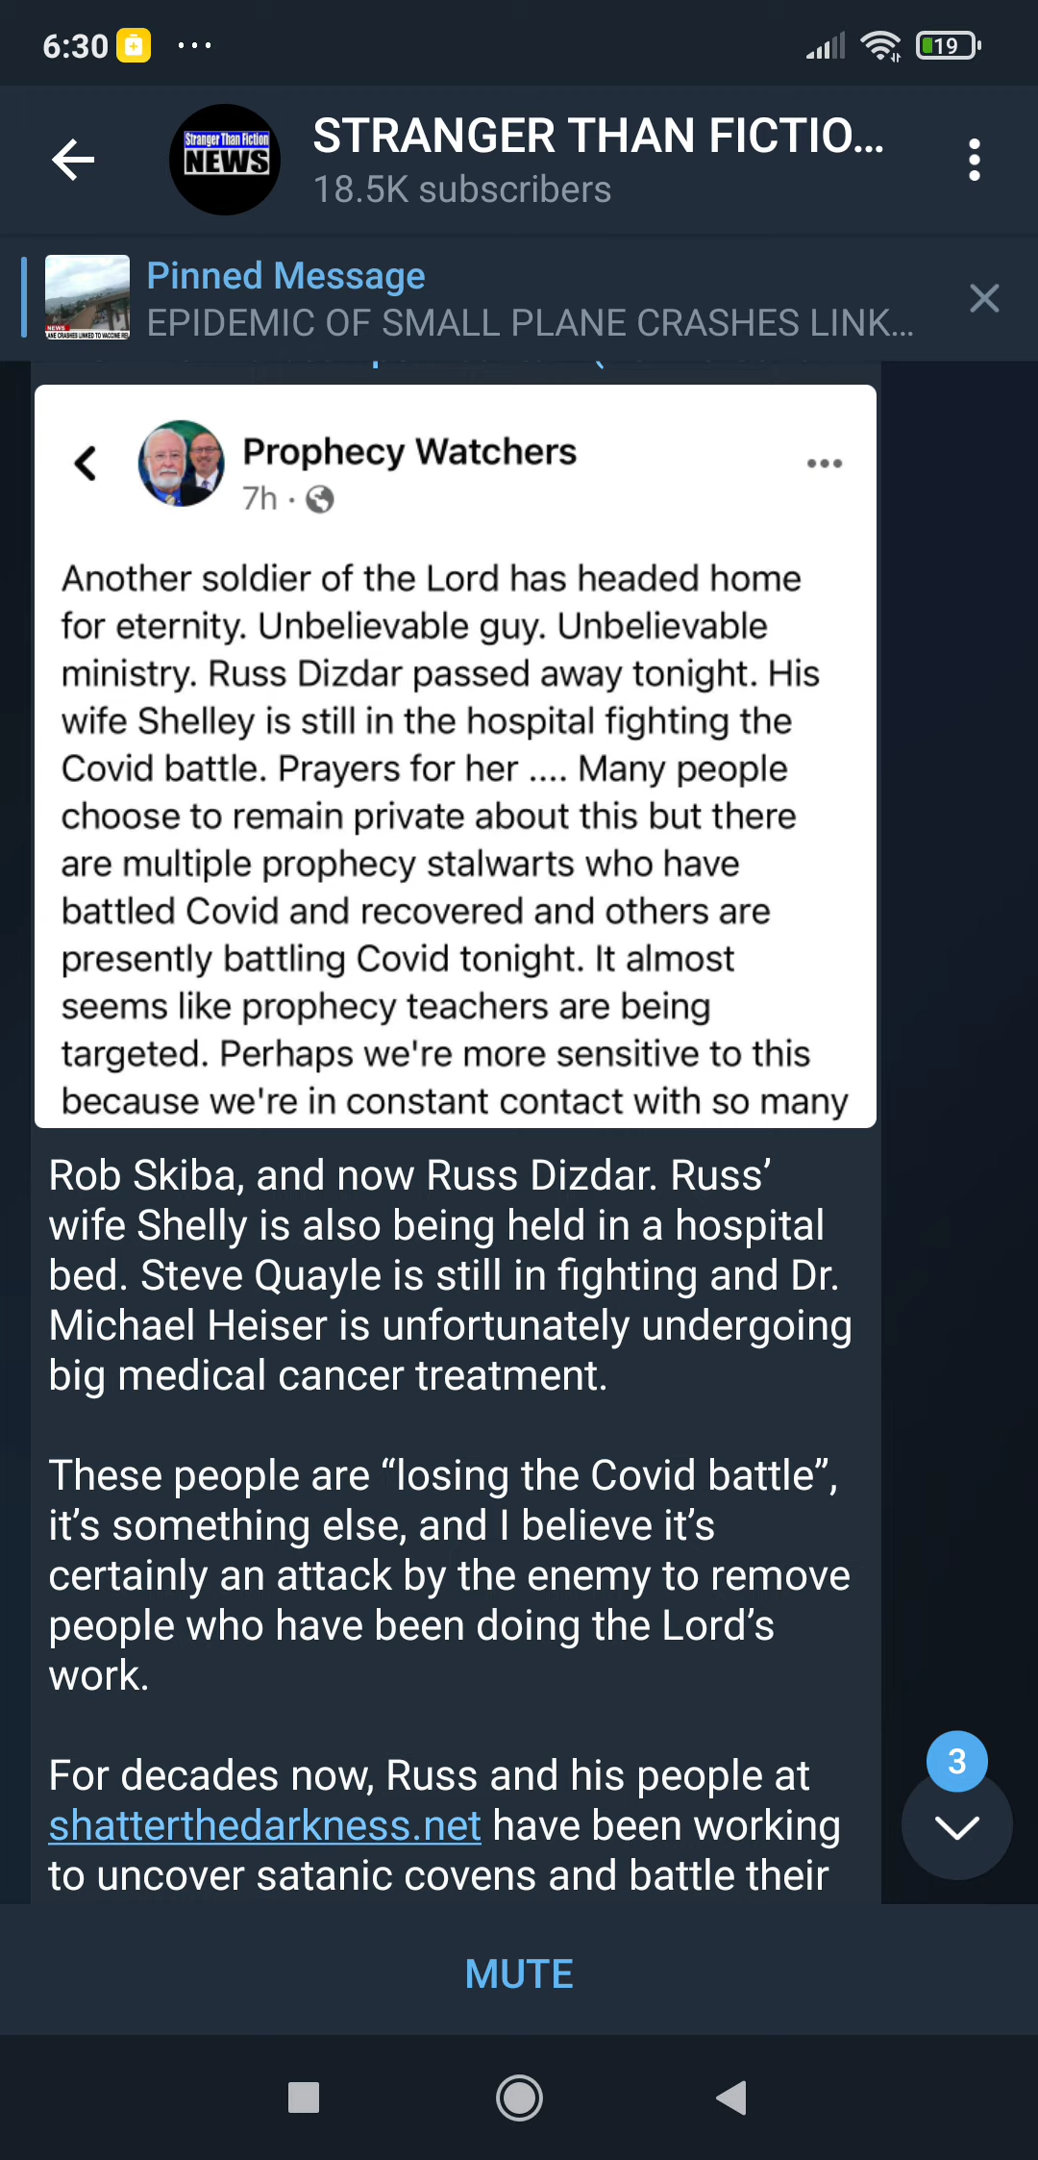 6:30
19
Stranger Than Fiction
NEWS
STRANGER THAN FICTIO...
18.5K subscribers
Pinned Message
EPIDEMIC OF SMALL PLANE CRASHES LINK...
NEWS
Prophecy Watchers
7h ·
Another soldier of the Lord has headed home
for eternity. Unbelievable guy. Unbelievable
ministry. Russ Dizdar passed away tonight. His
wife Shelley is still in the hospital fighting the
Covid battle. Prayers for her .... Many people
choose to remain private about this but there
are multiple prophecy stalwarts who have
battled Covid and recovered and others are
presently battling Covid tonight. It almost
seems like prophecy teachers are being
targeted. Perhaps we're more sensitive to this
because we're in constant contact with so many
Rob Skiba, and now Russ Dizdar. Russ’
wife Shelly is also being held in a hospital
bed. Steve Quayle is still in fighting and Dr.
Michael Heiser is unfortunately undergoing
big medical cancer treatment.
These people are “losing the Covid battle”,
it’s something else, and I believe it’s
certainly an attack by the enemy to remove
people who have been doing the Lord’s
work.
For decades now, Russ and his people at
shatterthedarkness.net have been working
to uncover satanic covens and battle their
3
MUTE